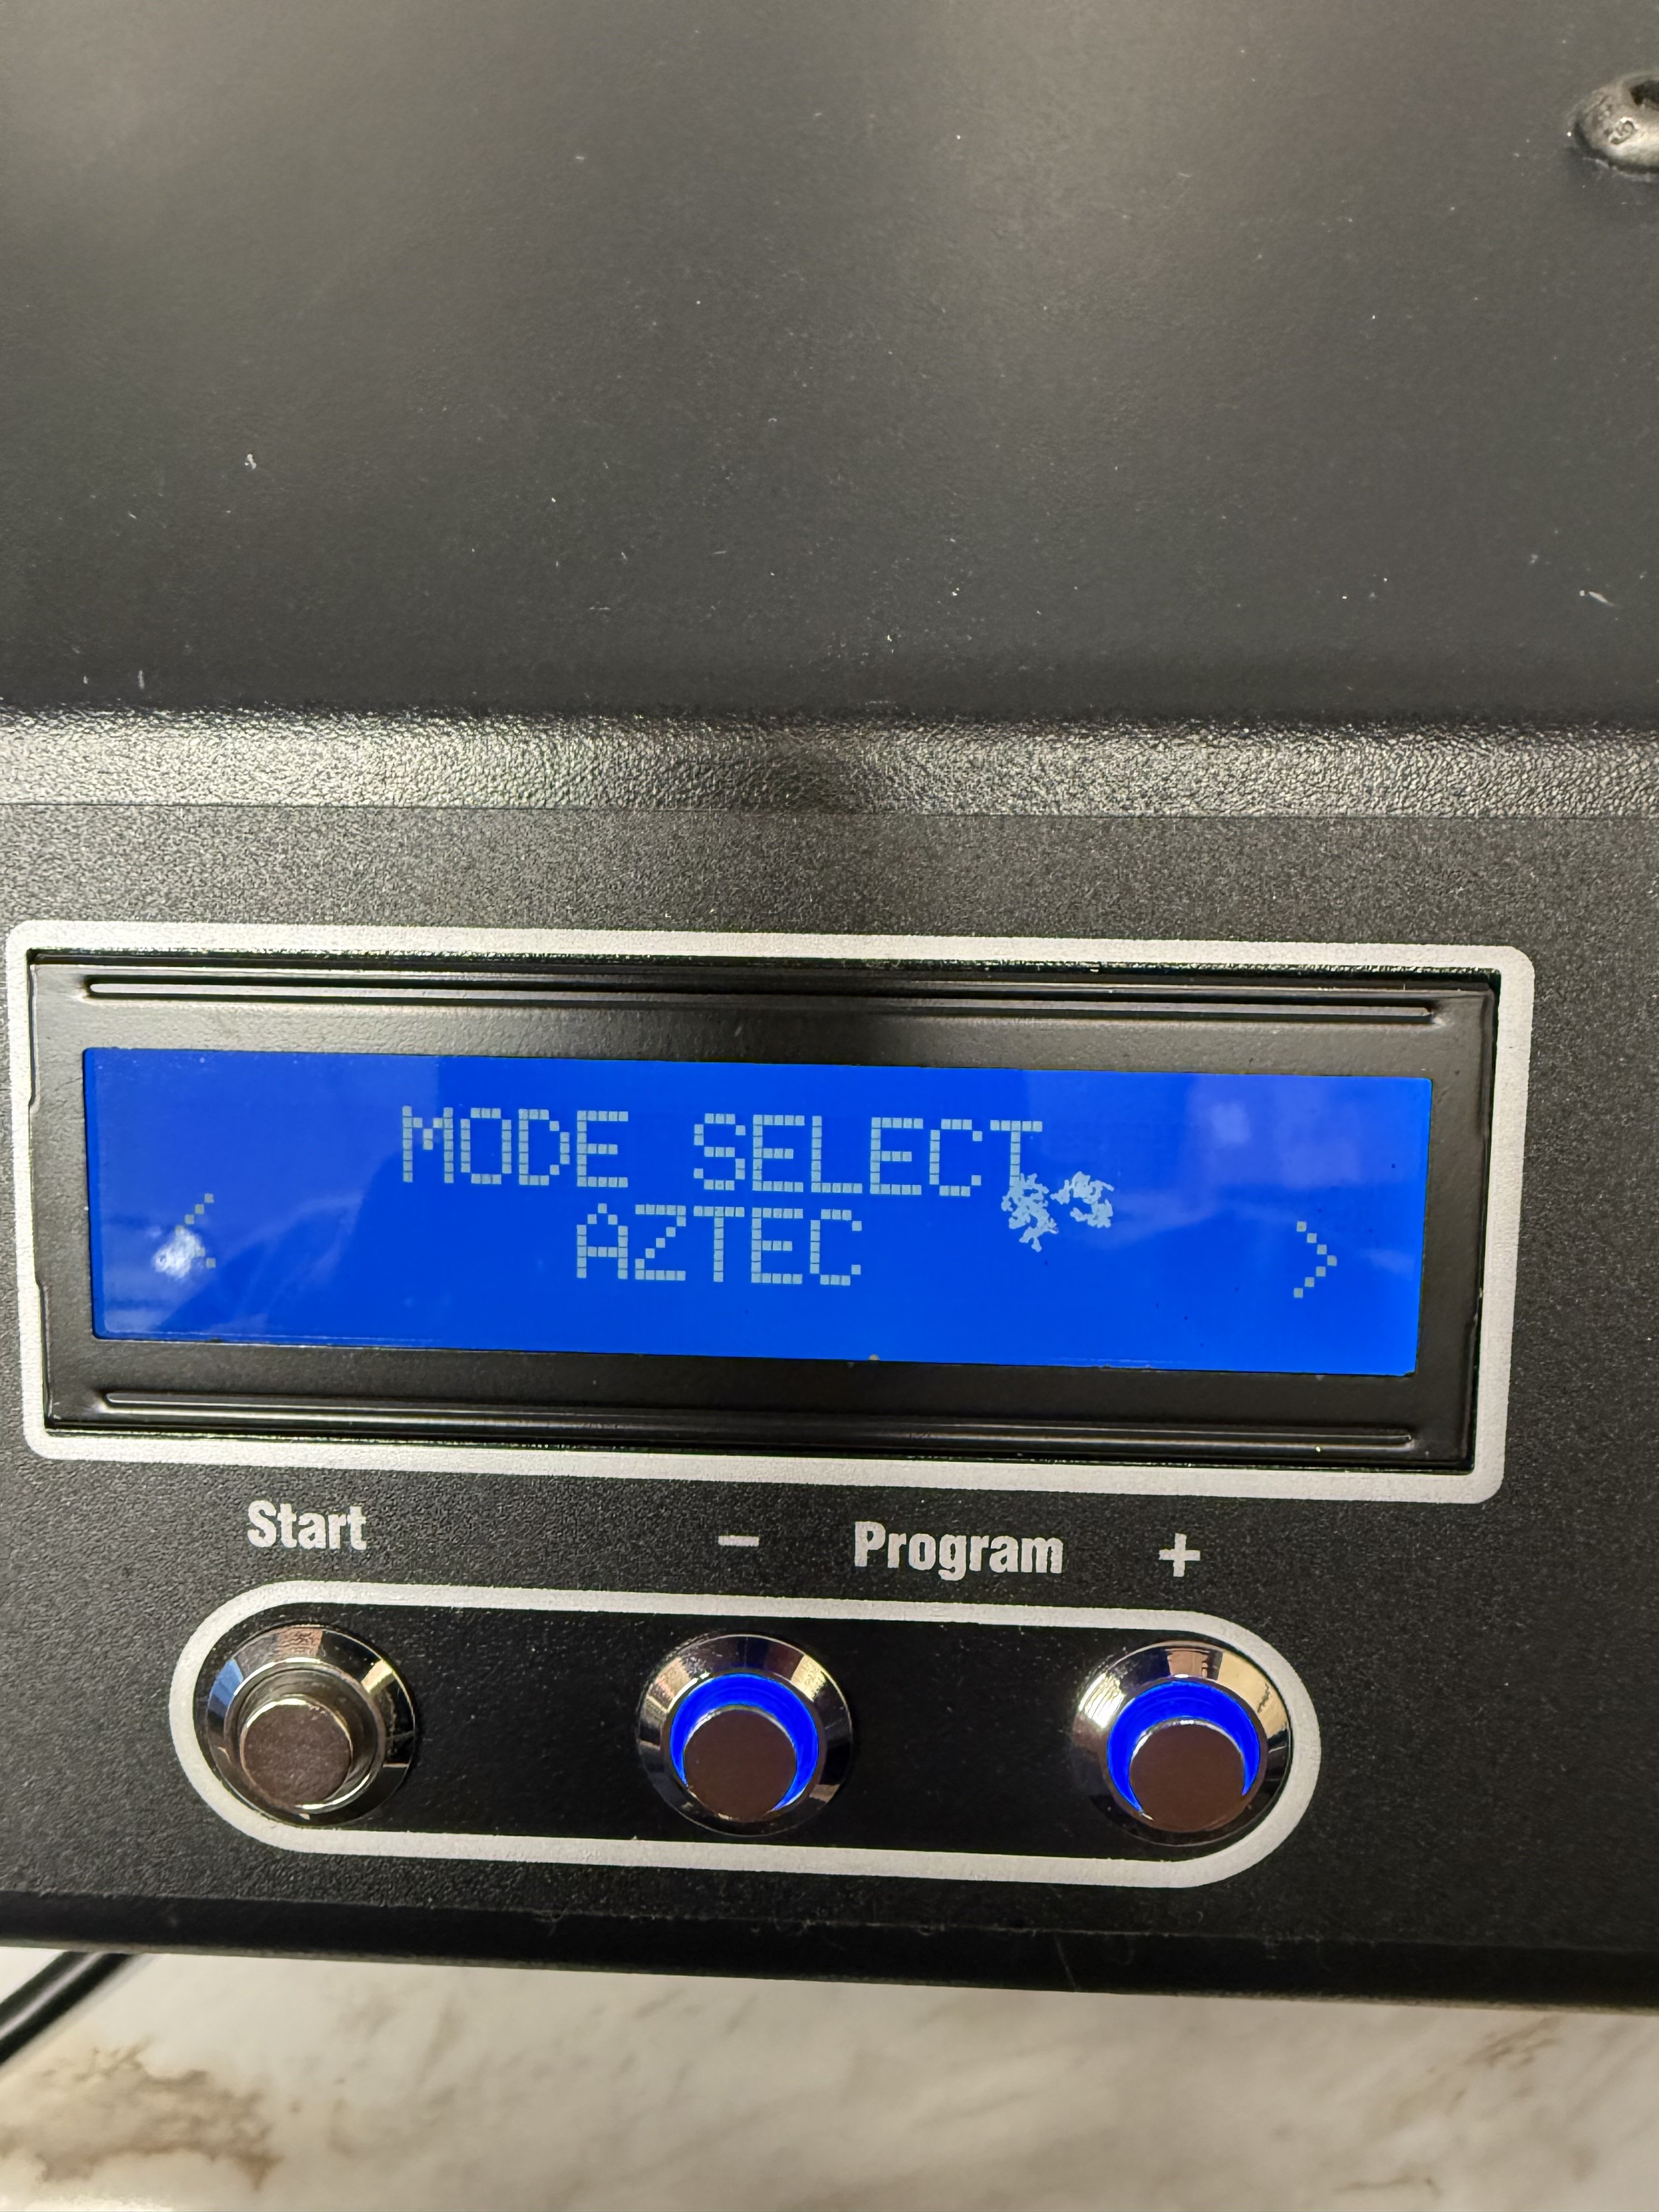 MODE SELECT
< AZTEC >
Start - Program +